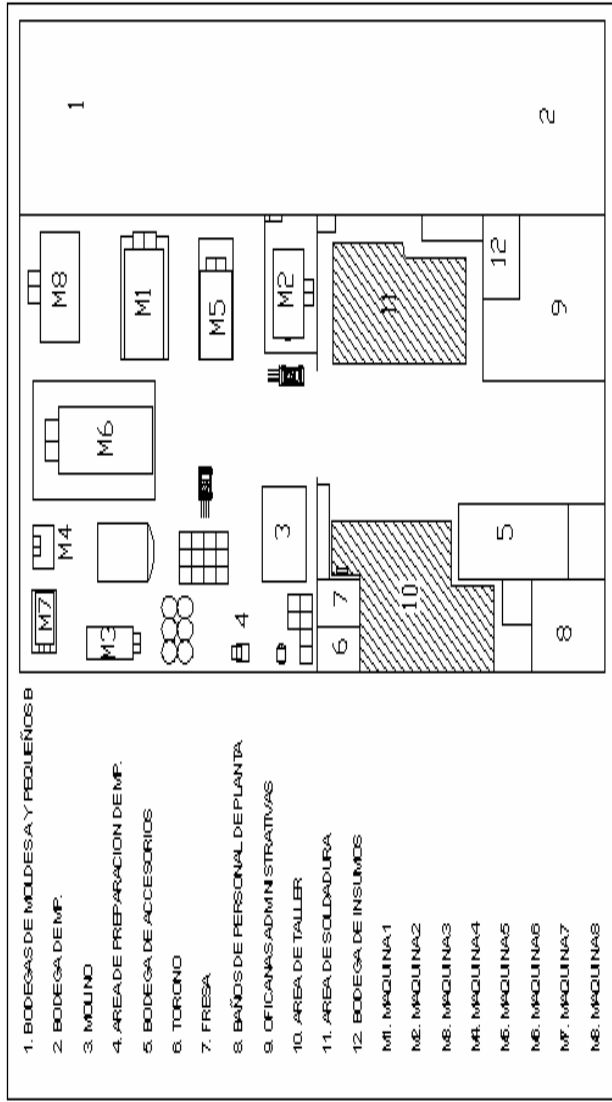 1
M8
M1
M5
M2
11
12
2
9
M6
M4
3
5
M7
M3
4
6
7
10
8
1. BODEGAS DE MOLDES A Y PEQUEÑOS B
2. BODEGA DE MP.
3. MOLINO
4. AREA DE PREPARACION DE MP.
5. BODEGA DE ACCESORIOS
6. TORONO
7. FRESA
8. BAÑOS DE PERSONAL DE PLANTA
9. OFICANAS ADMINISTRATIVAS
10. AREA DE TALLER
11. AREA DE SOLDADURA
12. BODEGA DE INSUMOS
M1. MAQUINA 1
M2. MAQUINA 2
M3. MAQUINA 3
M4. MAQUINA 4
M5. MAQUINA 5
M6. MAQUINA 6
M7. MAQUINA 7
M8. MAQUINA 8